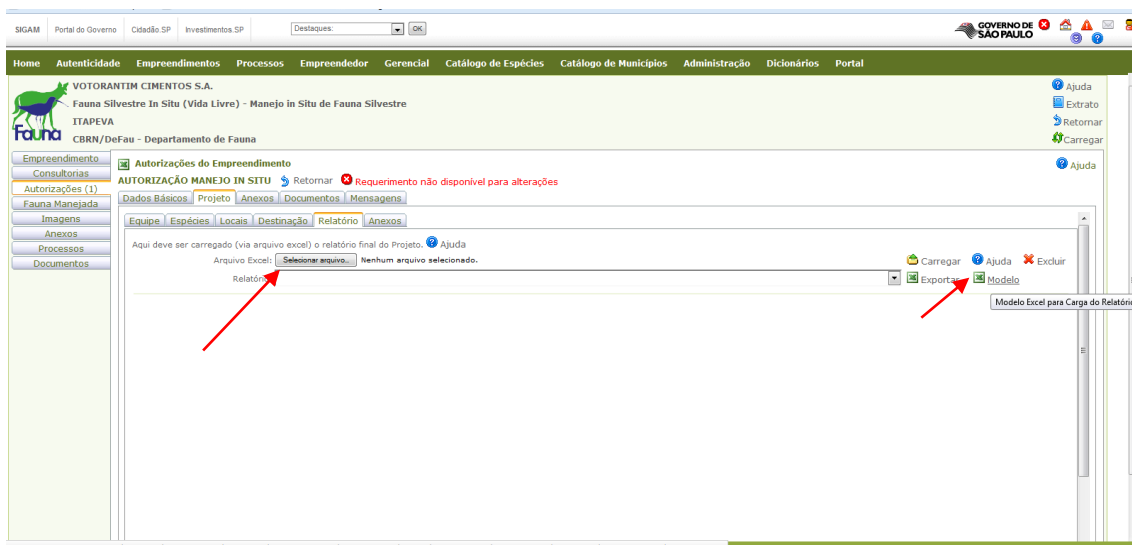 SIGAM Portal do Governo Cidadão.SP Investimentos.SP Destaques: OK GOVERNO DE SÃO PAULO
Home Autenticidade Empreendimentos Processos Empreendedor Gerencial Catálogo de Espécies Catálogo de Municípios Administração Dicionários Portal
VOTORANTIM CIMENTOS S.A. Ajuda
Fauna Silvestre In Situ (Vida Livre) - Manejo in Situ de Fauna Silvestre Extrato
ITAPEVA Retornar
Fauna CBRN/DeFau - Departamento de Fauna Carregar
Empreendimento Autorizações do Empreendimento Ajuda
Consultorias AUTORIZAÇÃO MANEJO IN SITU Retornar Requerimento não disponível para alterações
Autorizações (1) Dados Básicos Projeto Anexos Documentos Mensagens
Fauna Manejada
Imagens Equipe Espécies Locais Destinação Relatório Anexos
Anexos
Processos Aqui deve ser carregado (via arquivo excel) o relatório final do Projeto. Ajuda
Documentos Arquivo Excel: Selecionar arquivo... Nenhum arquivo selecionado. Carregar Ajuda Excluir
Relatório Exportar Modelo
Modelo Excel para Carga do Relatório